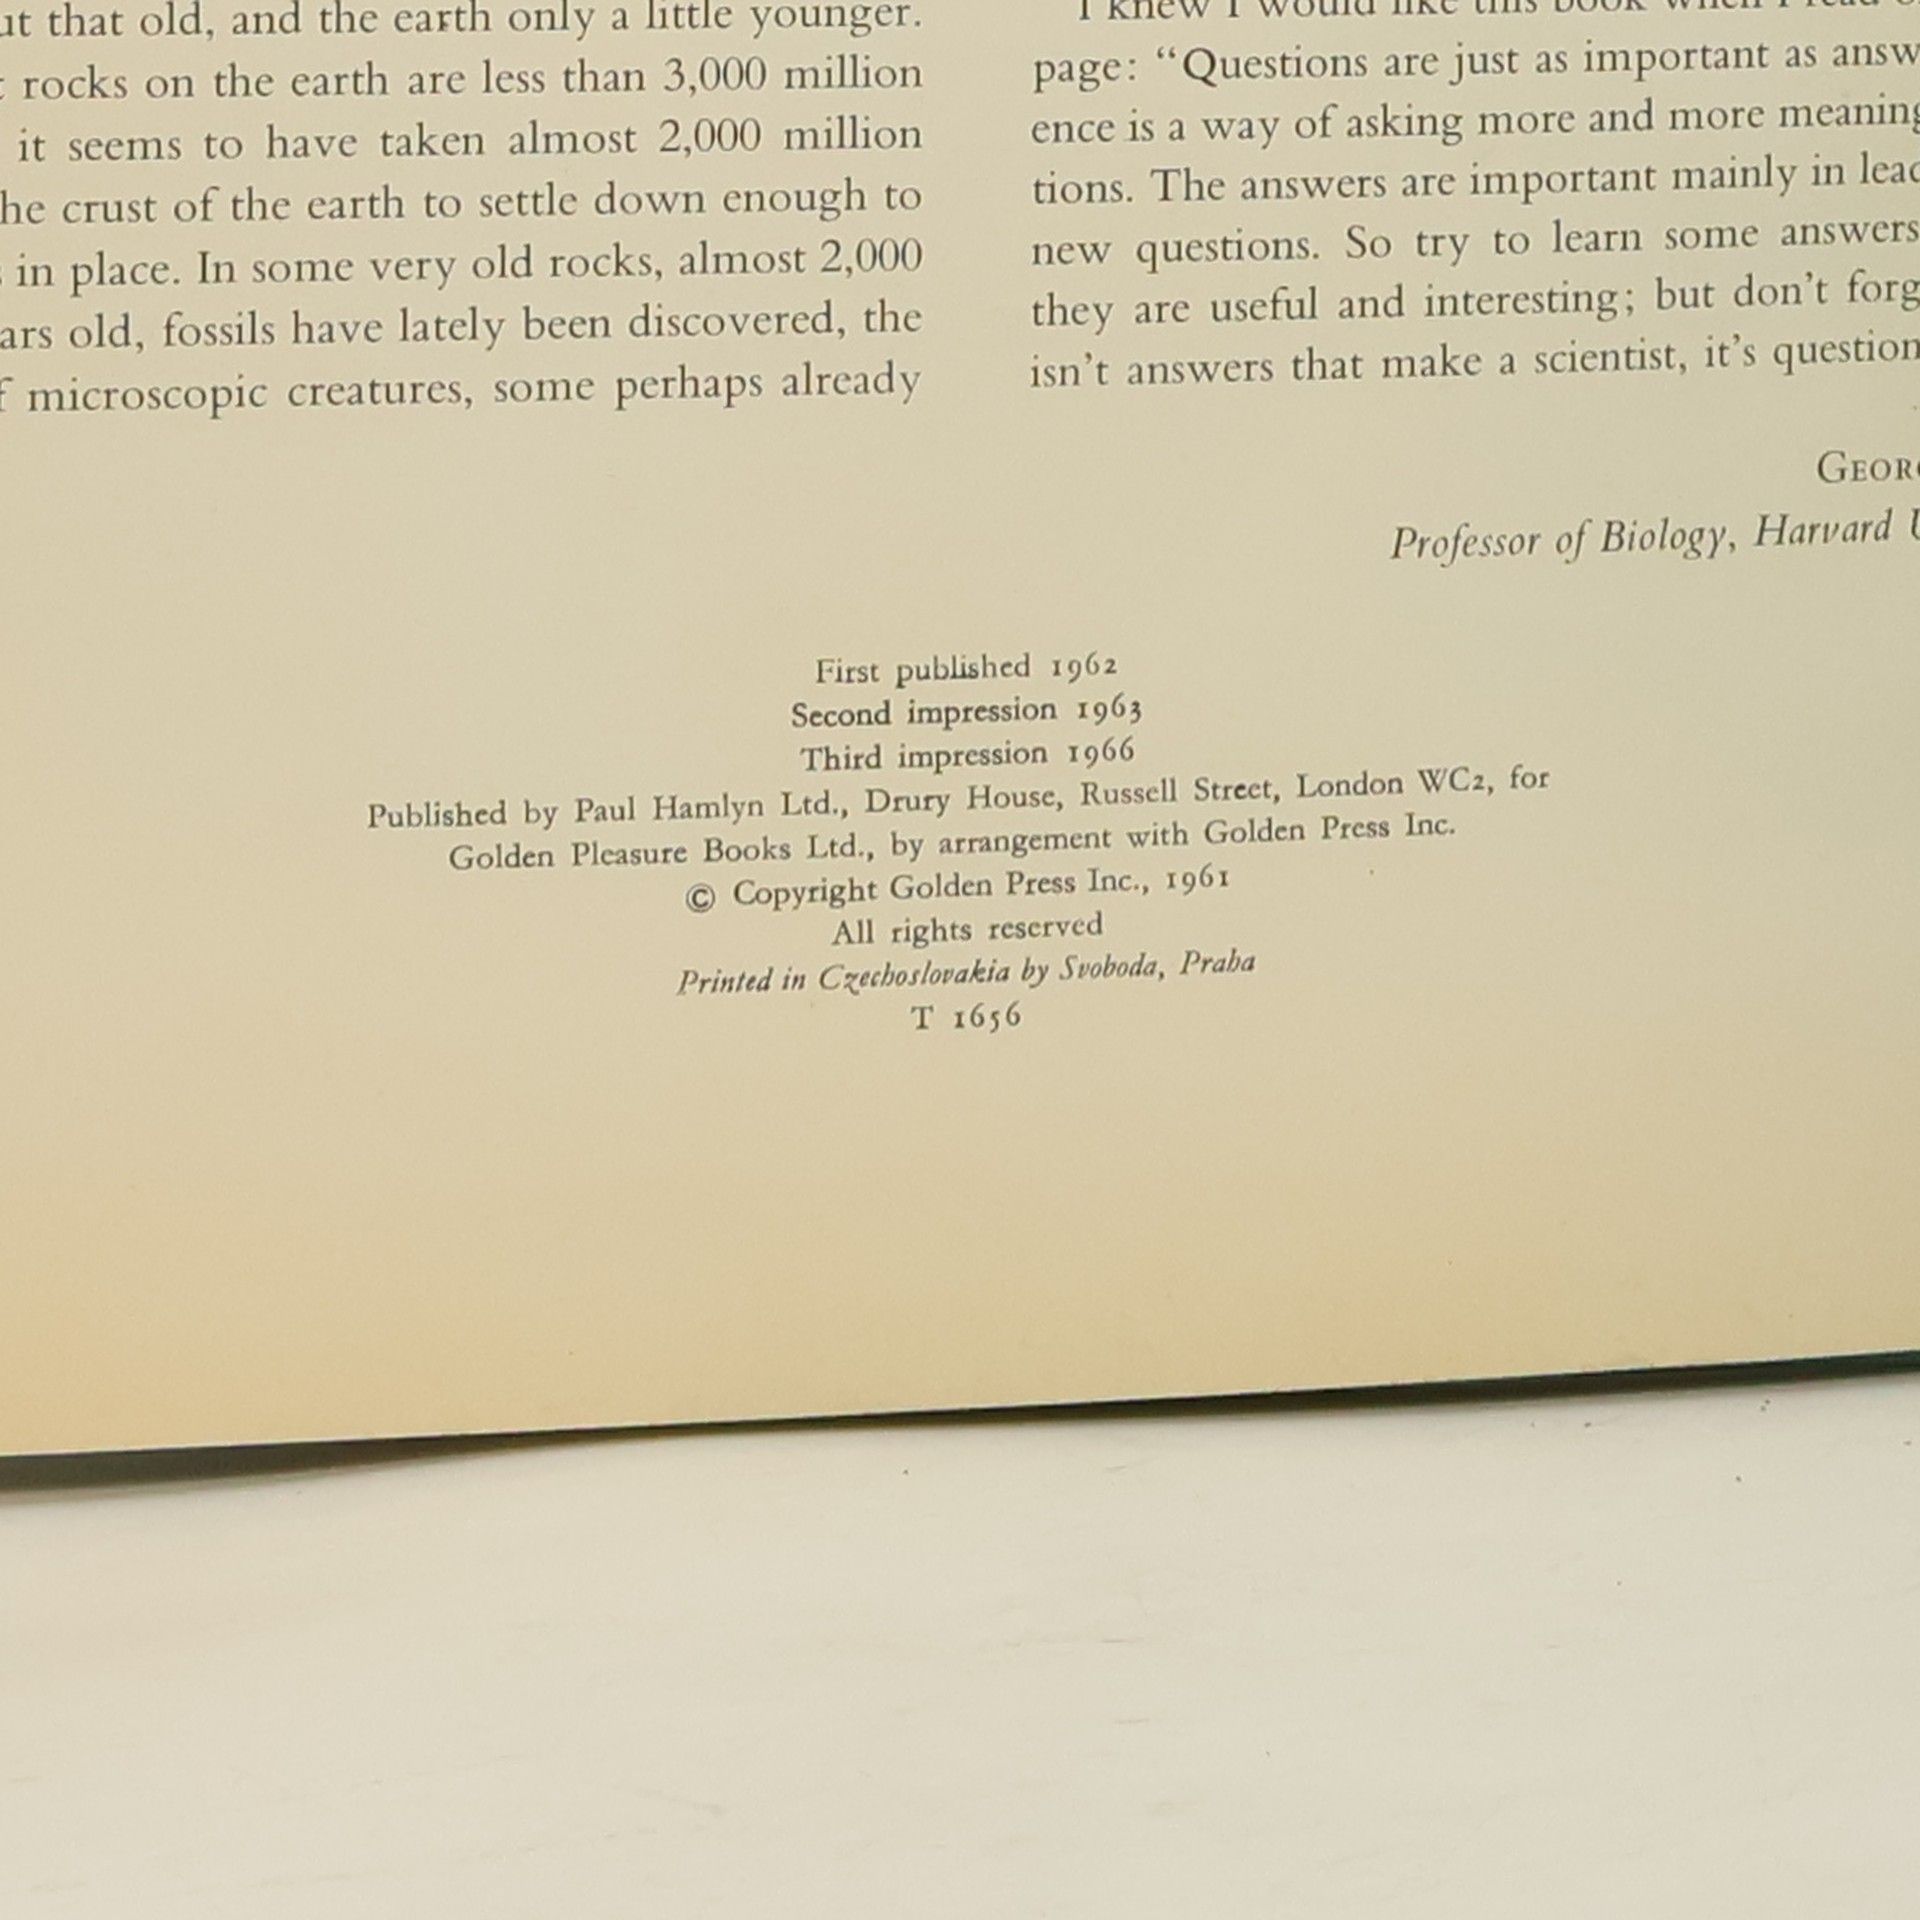 that old, and the earth only a little younger.
rocks on the earth are less than 3,000 million
it seems to have taken almost 2,000 million
crust of the earth to settle down enough to
in place. In some very old rocks, almost 2,000
old, fossils have lately been discovered, the
microscopic creatures, some perhaps already
I knew I would like this book when I read
page: “Questions are just as important as answ
ence is a way of asking more and more meaning
tions. The answers are important mainly in lead
new questions. So try to learn some answers
they are useful and interesting; but don’t forg
isn’t answers that make a scientist, it’s question
GEORG
Professor of Biology, Harvard U
First published 1962
Second impression 1963
Third impression 1966
Published by Paul Hamlyn Ltd., Drury House, Russell Street, London WC2, for
Golden Pleasure Books Ltd., by arrangement with Golden Press Inc.
© Copyright Golden Press Inc., 1961
All rights reserved
Printed in Czechoslovakia by Svoboda, Praha
T 1656